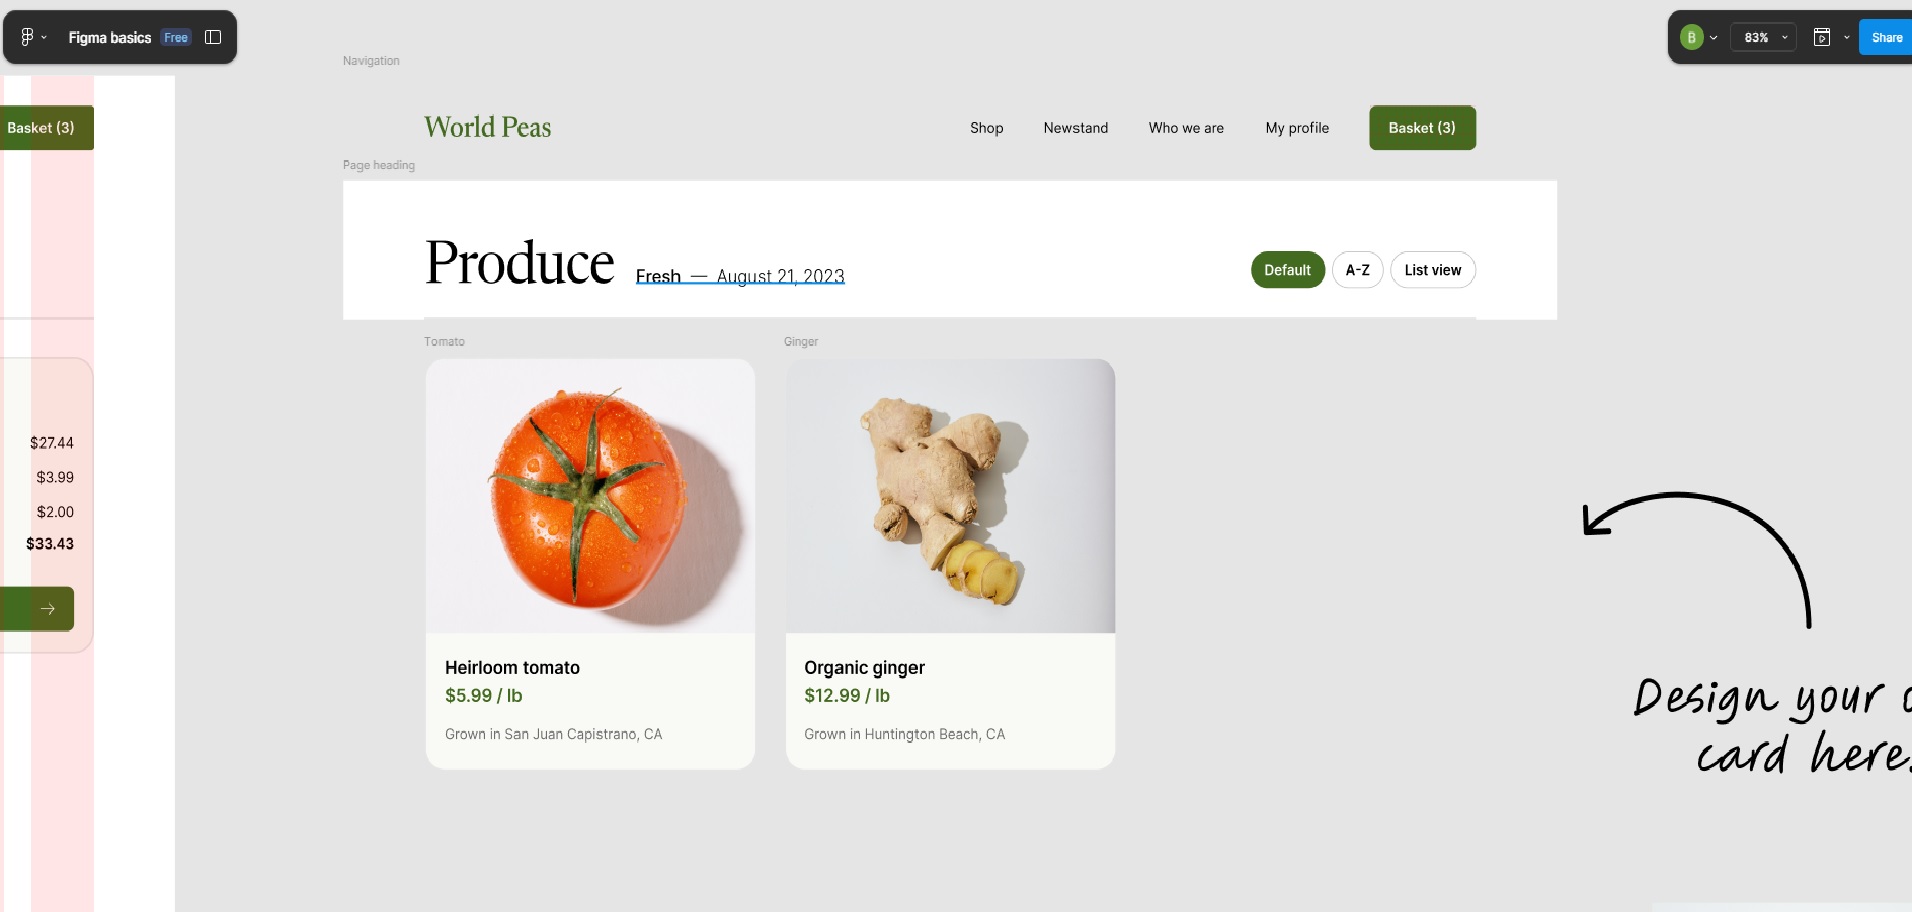 Figma basics Free
B 83% Share
Navigation
World Peas Shop Newstand Who we are My profile Basket (3)
Basket (3)
Page heading
Produce Fresh — August 21, 2023 Default A-Z List view
Tomato Ginger
$27.44
$3.99
$2.00
$33.43
Heirloom tomato
$5.99 / lb
Grown in San Juan Capistrano, CA
Organic ginger
$12.99 / lb
Grown in Huntington Beach, CA
Design your
card here